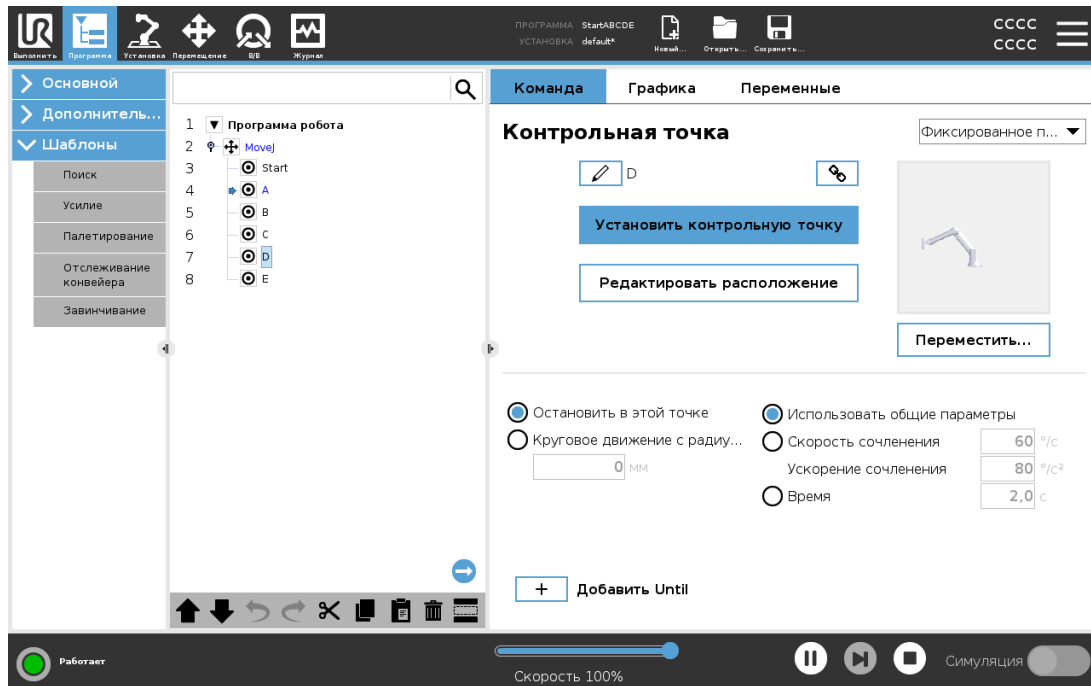 UR
Выполнить
Программа
Установка
Перемещение
В/В
Журнал
ПРОГРАММА StartABCDE
УСТАНОВКА default*
Новый...
Открыть...
Сохранить...
CCCC
CCCC
Основной
Дополнитель...
Шаблоны
Поиск
Усилие
Палетирование
Отслеживание
конвейера
Завинчивание
1 Программа робота
2 MoveJ
3 Start
4 A
5 B
6 C
7 D
8 E
Команда
Графика
Переменные
Контрольная точка
Фиксированное п...
D
Установить контрольную точку
Редактировать расположение
Переместить...
Остановить в этой точке
Круговое движение с радиу...
0 мм
Использовать общие параметры
Скорость сочленения 60 °/с
Ускорение сочленения 80 °/с²
Время 2,0 с
+ Добавить Until
Работает
Скорость 100%
Симуляция